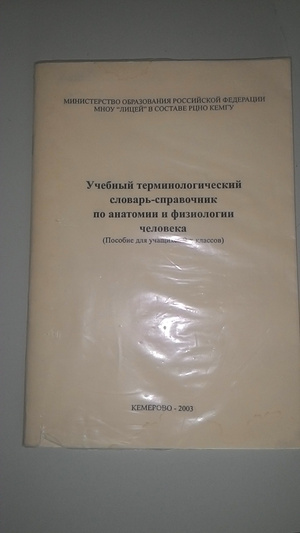 МИНИСТЕРСТВО ОБРАЗОВАНИЯ РОССИЙСКОЙ ФЕДЕРАЦИИ
МНОУ "ЛИЦЕЙ" В СОСТАВЕ РЦНО КЕМГУ
Учебный терминологический
словарь-справочник
по анатомии и физиологии
человека
(Пособие для учащихся классов)
КЕМЕРОВО - 2003